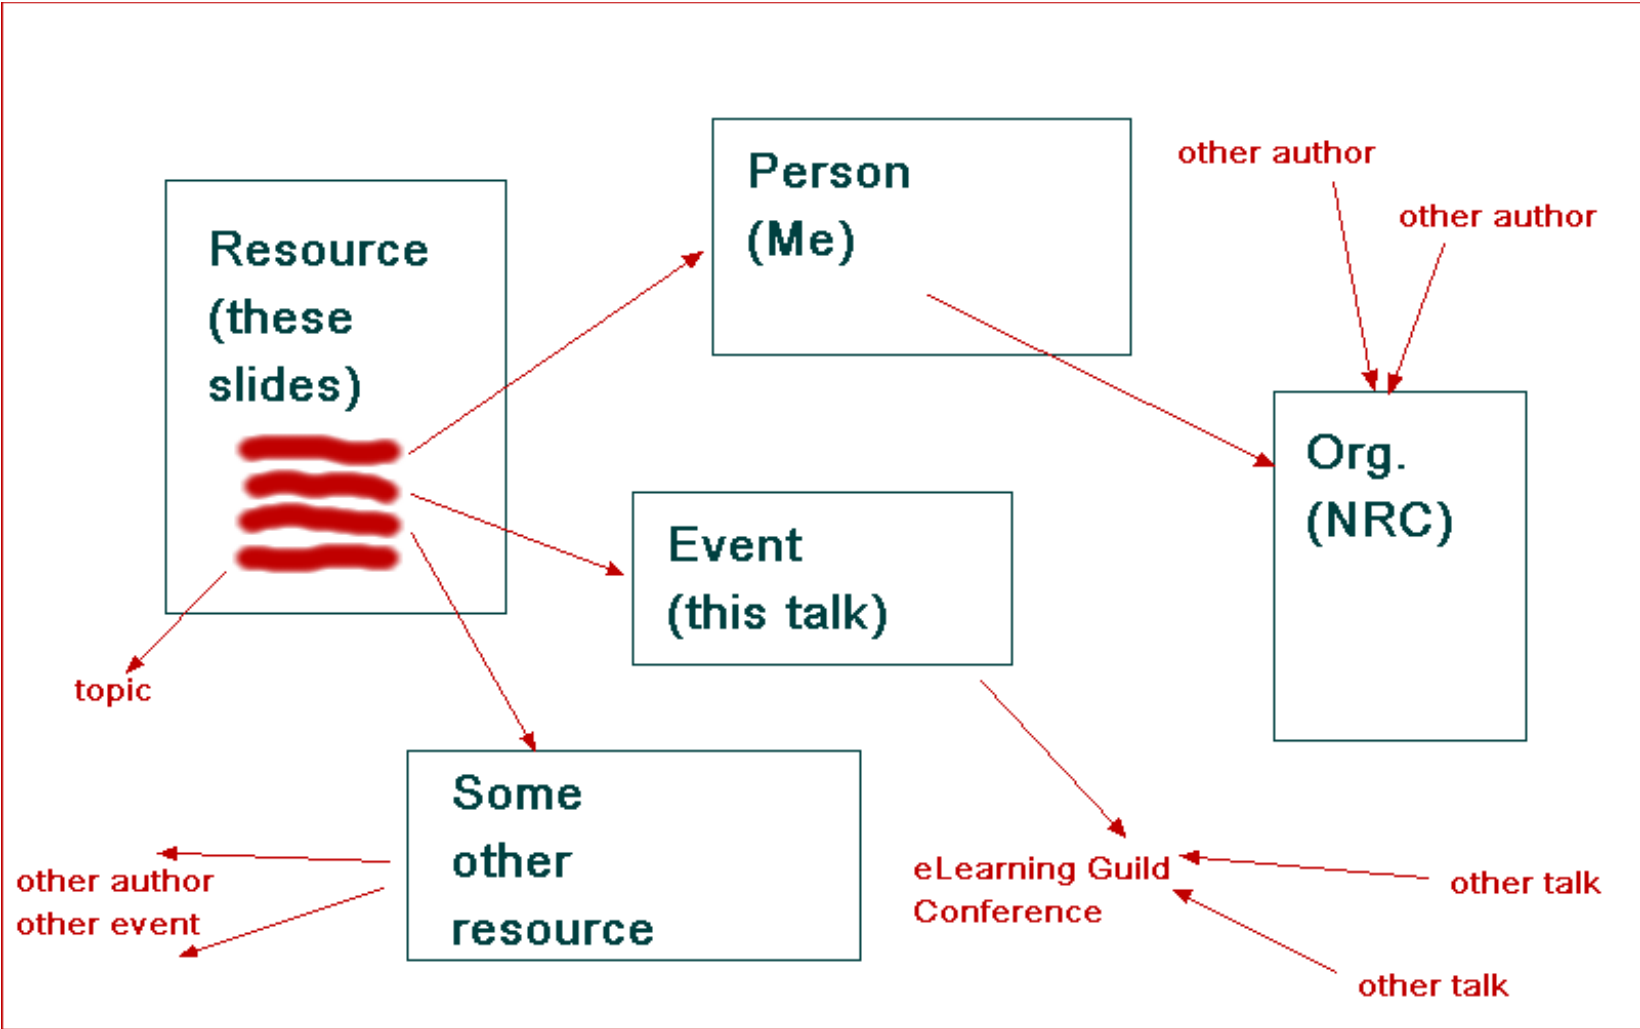 Resource
(these
slides)
topic
Person
(Me)
other author
other author
Org.
(NRC)
Event
(this talk)
Some
other
resource
other author
other event
eLearning Guild
Conference
other talk
other talk